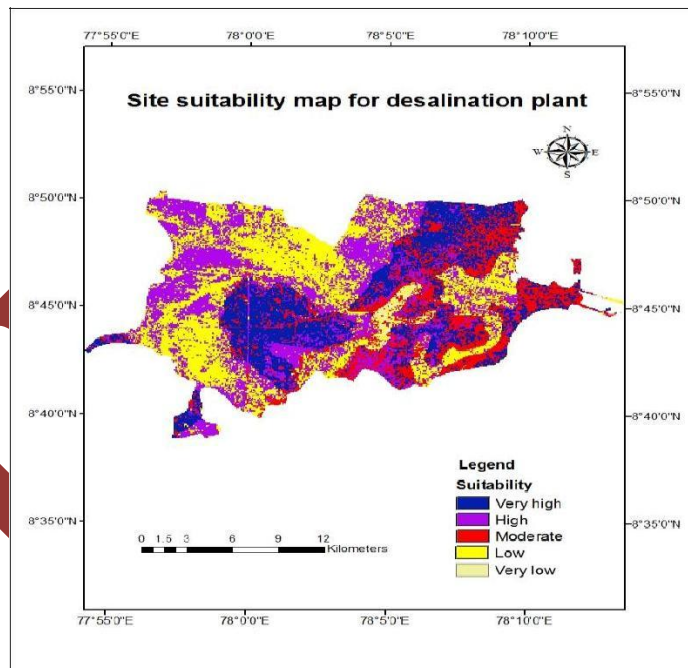 77°55'0"E 78°0'0"E 78°5'0"E 78°10'0"E
8°55'0"N 8°55'0"N
Site suitability map for desalination plant
N
W E
S
8°50'0"N 8°50'0"N
8°45'0"N 8°45'0"N
8°40'0"N 8°40'0"N
Legend
Suitability
Very high
High
Moderate
Low
Very low
8°35'0"N 8°35'0"N
0 1.5 3 6 9 12
Kilometers
77°55'0"E 78°0'0"E 78°5'0"E 78°10'0"E